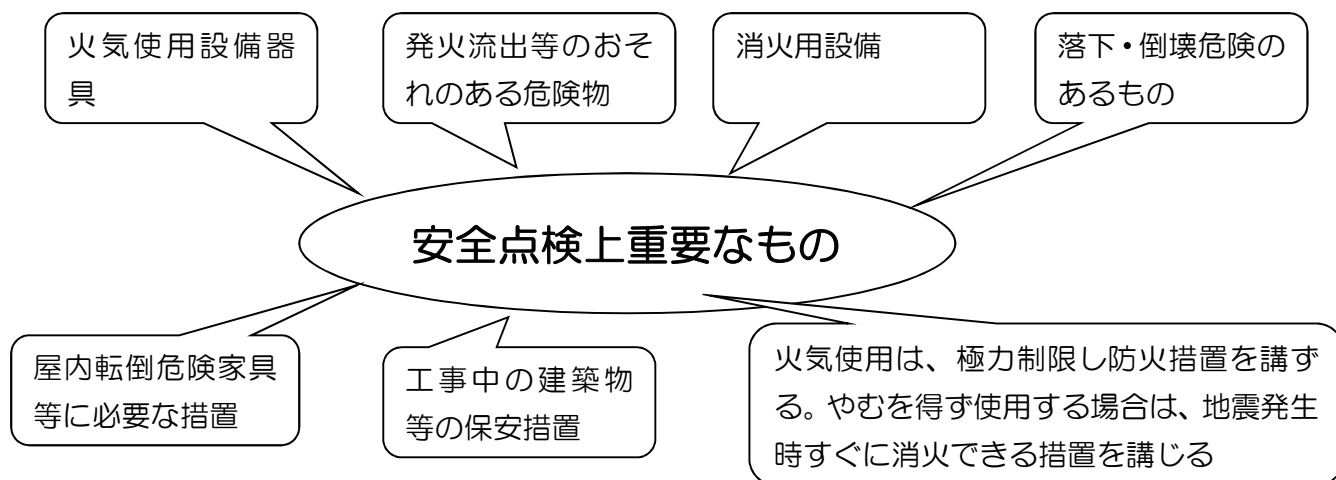 火気使用設備器
具
発火流出等のおそ
れのある危険物
消火用設備
落下・倒壊危険の
あるもの
安全点検上重要なもの
屋内転倒危険家具
等に必要な措置
工事中の建築物
等の保安措置
火気使用は、極力制限し防火措置を講ず
る。やむを得ず使用する場合は、地震発生
時すぐに消火できる措置を講じる